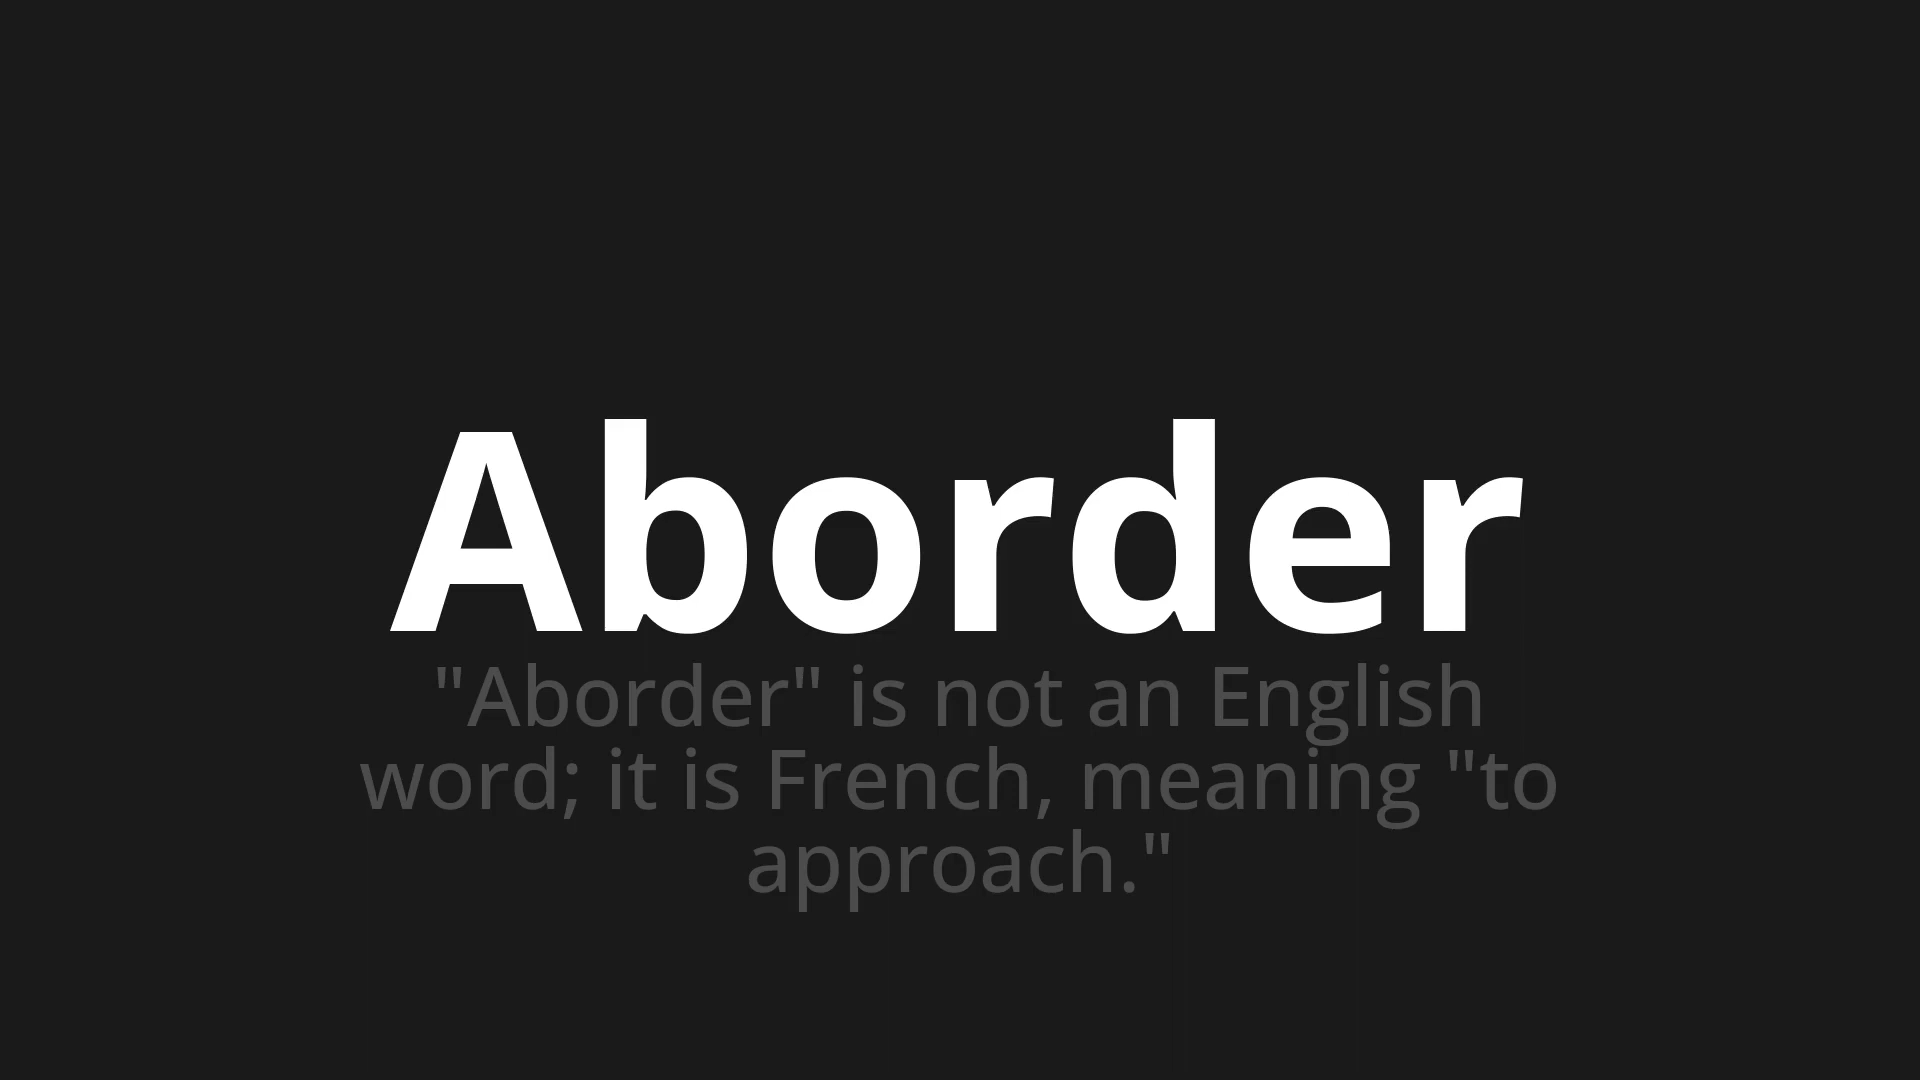 Aborder
"Aborder" is not an English
word; it is French, meaning "to
approach."